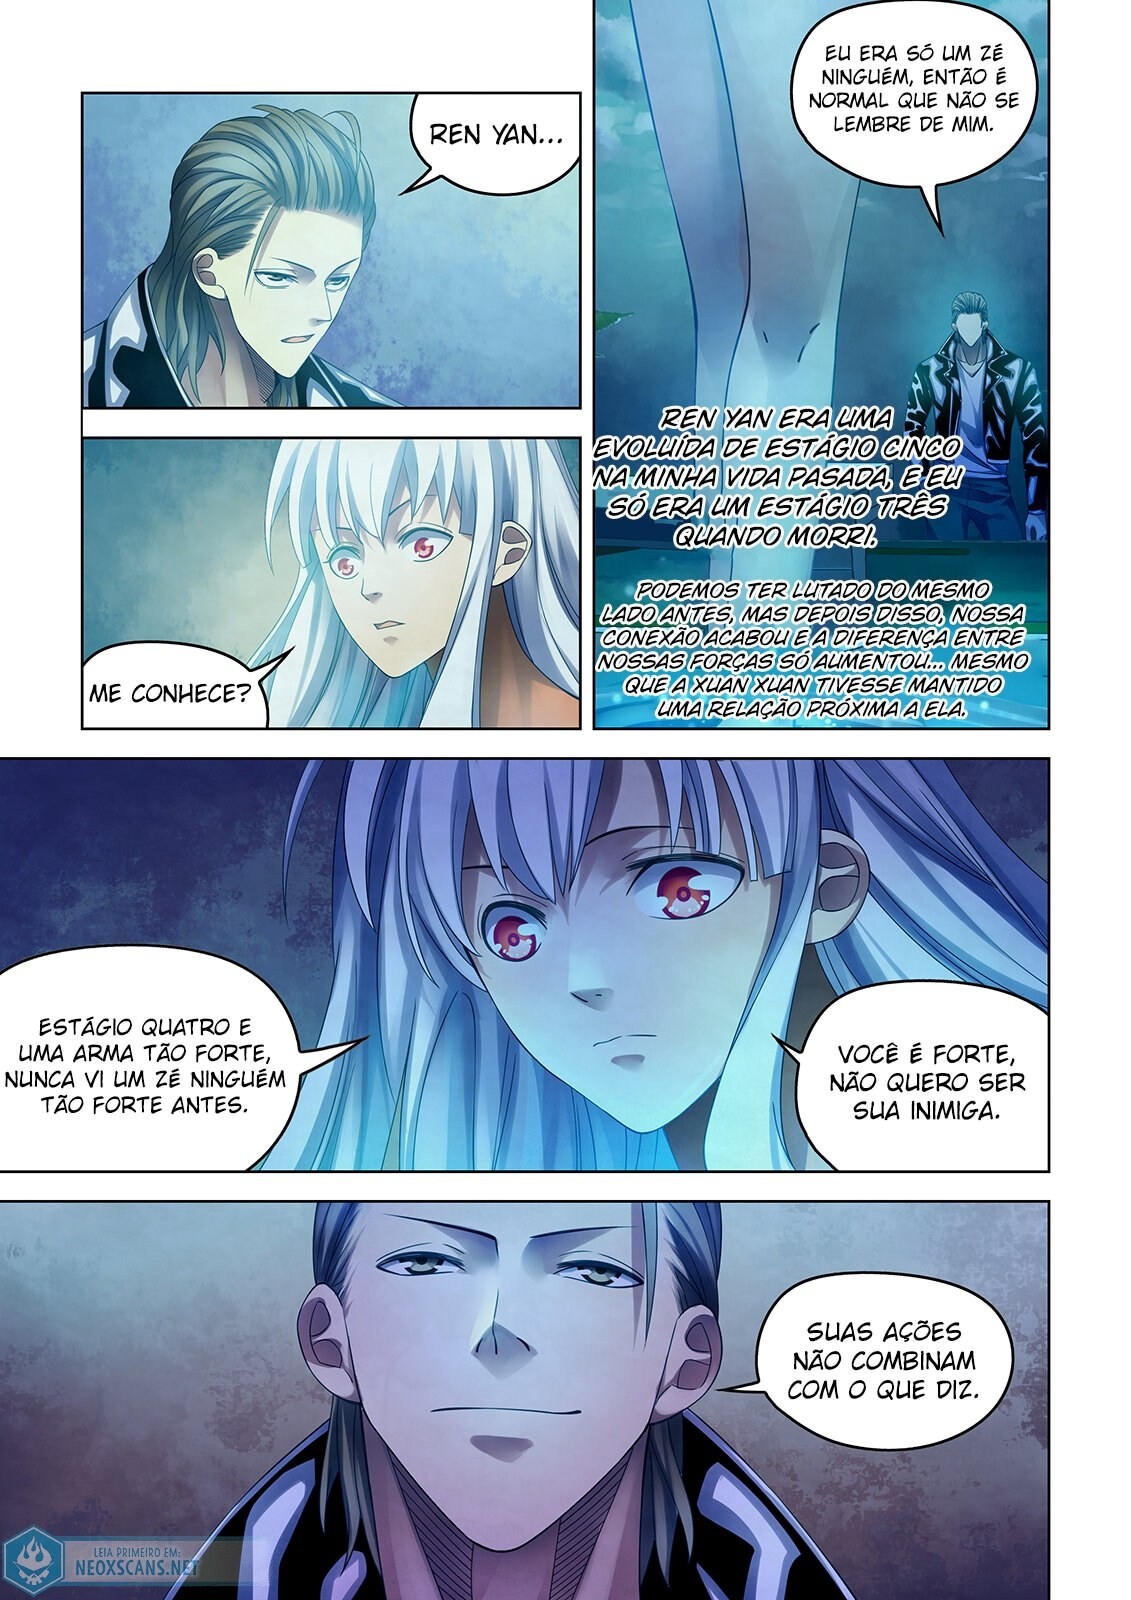 REN YAN...
ME CONHECE?
EU ERA SÓ UM ZÉ
NINGUÉM, ENTÃO É
NORMAL QUE NÃO SE
LEMBRE DE MIM.
REN YAN ERA UMA
EVOLUÍDA DE ESTÁGIO CINCO
NA MINHA VIDA PASADA, E EU
SÓ ERA UM ESTÁGIO TRÊS
QUANDO MORRI.
PODEMOS TER LUTADO DO MESMO
LADO ANTES, MAS DEPOIS DISSO, NOSSA
CONEXÃO ACABOU E A DIFERENÇA ENTRE
NOSSAS FORÇAS SÓ AUMENTOU... MESMO
QUE A XUAN XUAN TIVESSE MANTIDO
UMA RELAÇÃO PRÓXIMA A ELA.
ESTÁGIO QUATRO E
UMA ARMA TÃO FORTE,
NUNCA VI UM ZÉ NINGUÉM
TÃO FORTE ANTES.
VOCÊ É FORTE,
NÃO QUERO SER
SUA INIMIGA.
SUAS AÇÕES
NÃO COMBINAM
COM O QUE DIZ.
LEIA PRIMEIRO EM:
NEOXSCANS.NET